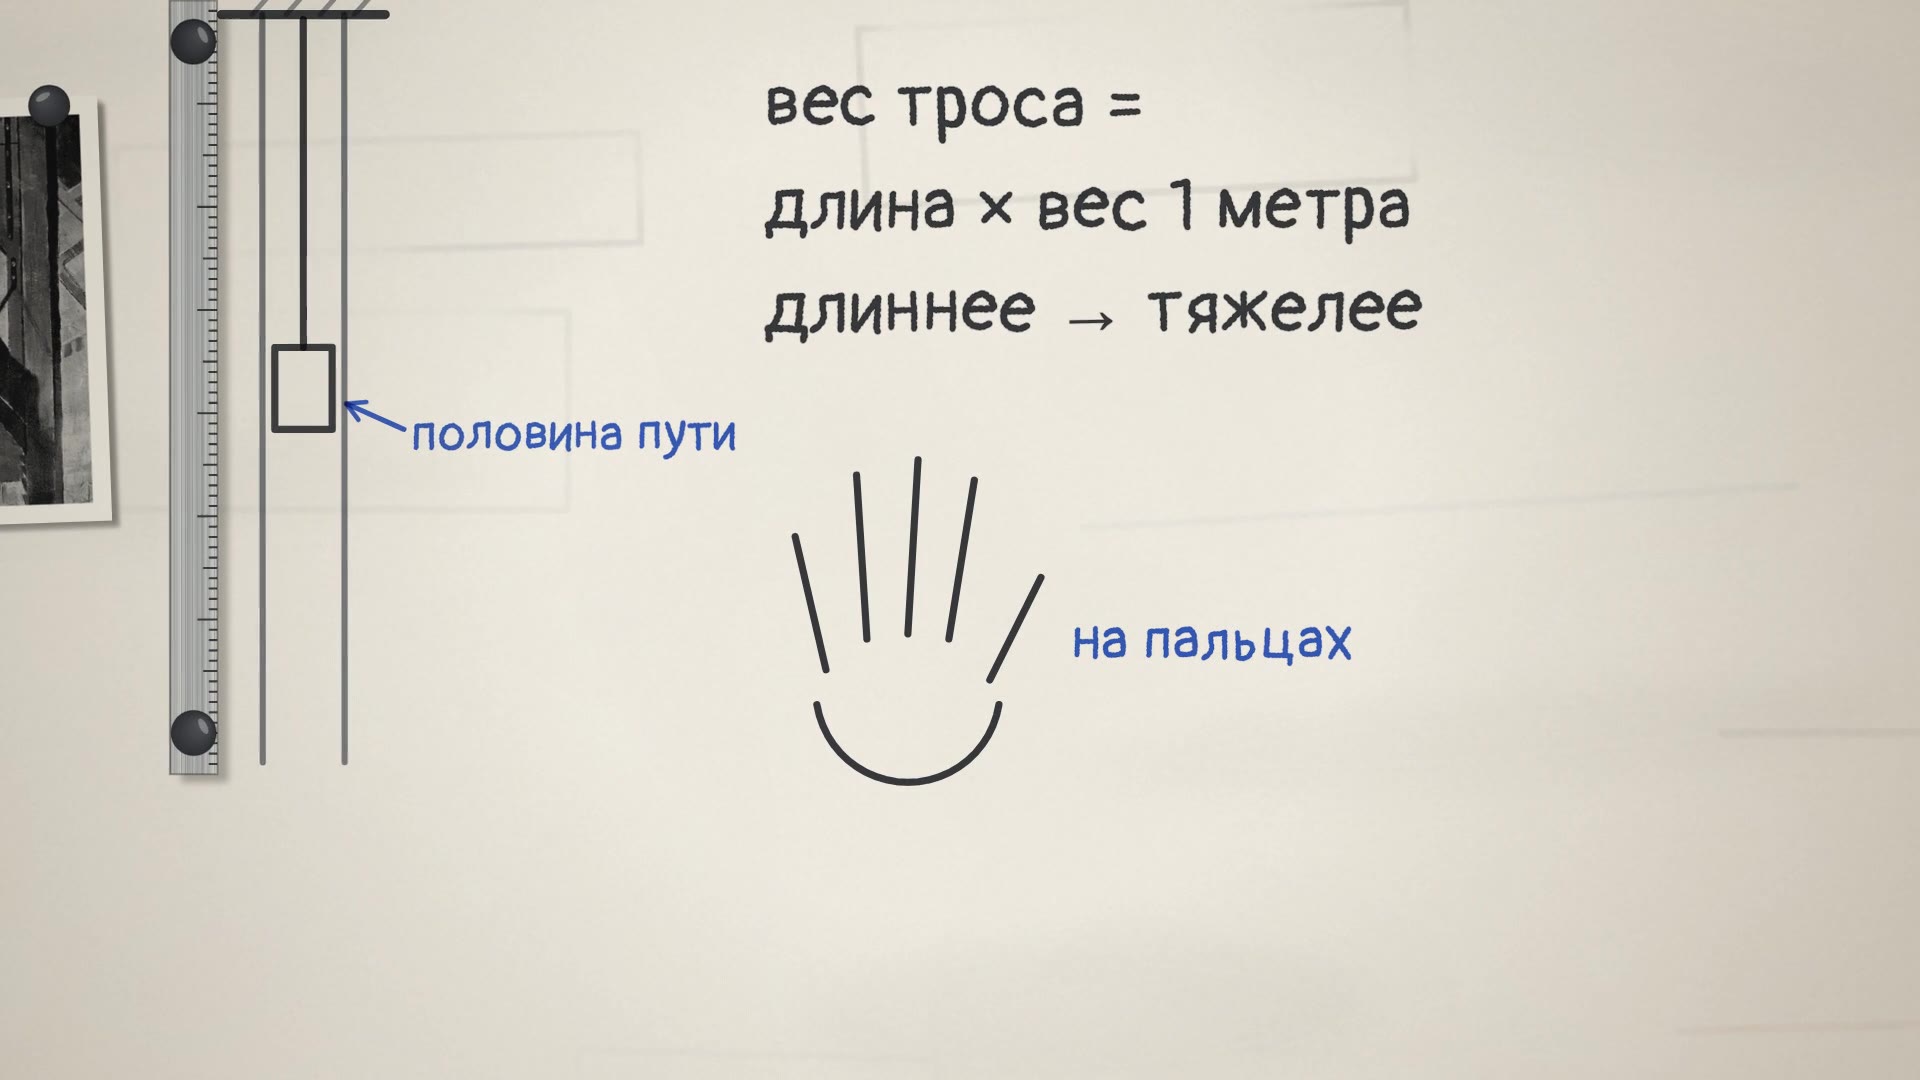 вес троса =
длина × вес 1 метра
длиннее → тяжелее
половина пути
на пальцах